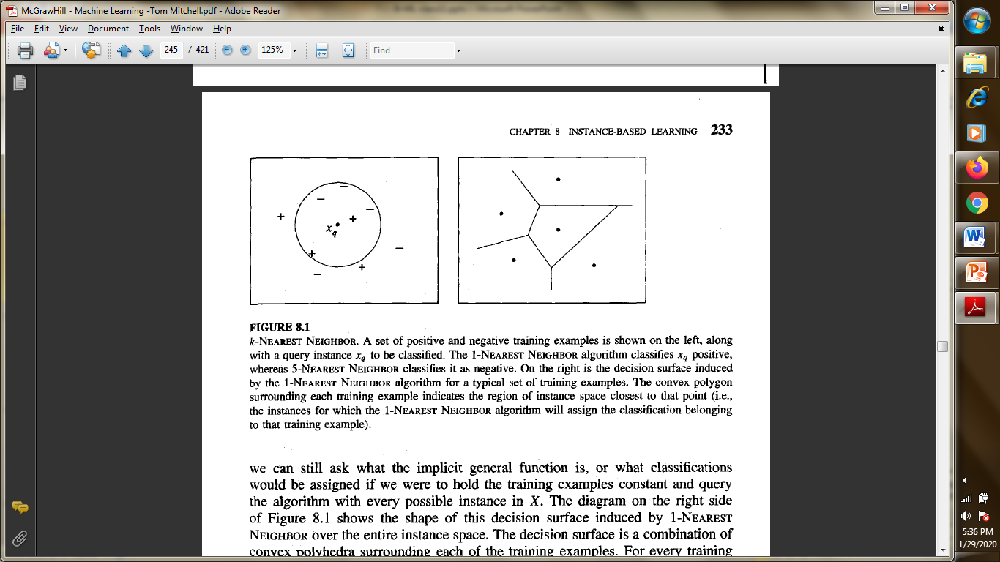 McGrawHill - Machine Learning -Tom Mitchell.pdf - Adobe Reader
File Edit View Document Tools Window Help
245 / 421 125% Find
CHAPTER 8 INSTANCE-BASED LEARNING 233
− − − + + + − + − xq
FIGURE 8.1
k-NEAREST NEIGHBOR. A set of positive and negative training examples is shown on the left, along
with a query instance xq to be classified. The 1-NEAREST NEIGHBOR algorithm classifies xq positive,
whereas 5-NEAREST NEIGHBOR classifies it as negative. On the right is the decision surface induced
by the 1-NEAREST NEIGHBOR algorithm for a typical set of training examples. The convex polygon
surrounding each training example indicates the region of instance space closest to that point (i.e.,
the instances for which the 1-NEAREST NEIGHBOR algorithm will assign the classification belonging
to that training example).
we can still ask what the implicit general function is, or what classifications
would be assigned if we were to hold the training examples constant and query
the algorithm with every possible instance in X. The diagram on the right side
of Figure 8.1 shows the shape of this decision surface induced by 1-NEAREST
NEIGHBOR over the entire instance space. The decision surface is a combination of
convex polyhedra surrounding each of the training examples. For every training
5:36 PM
1/29/2020